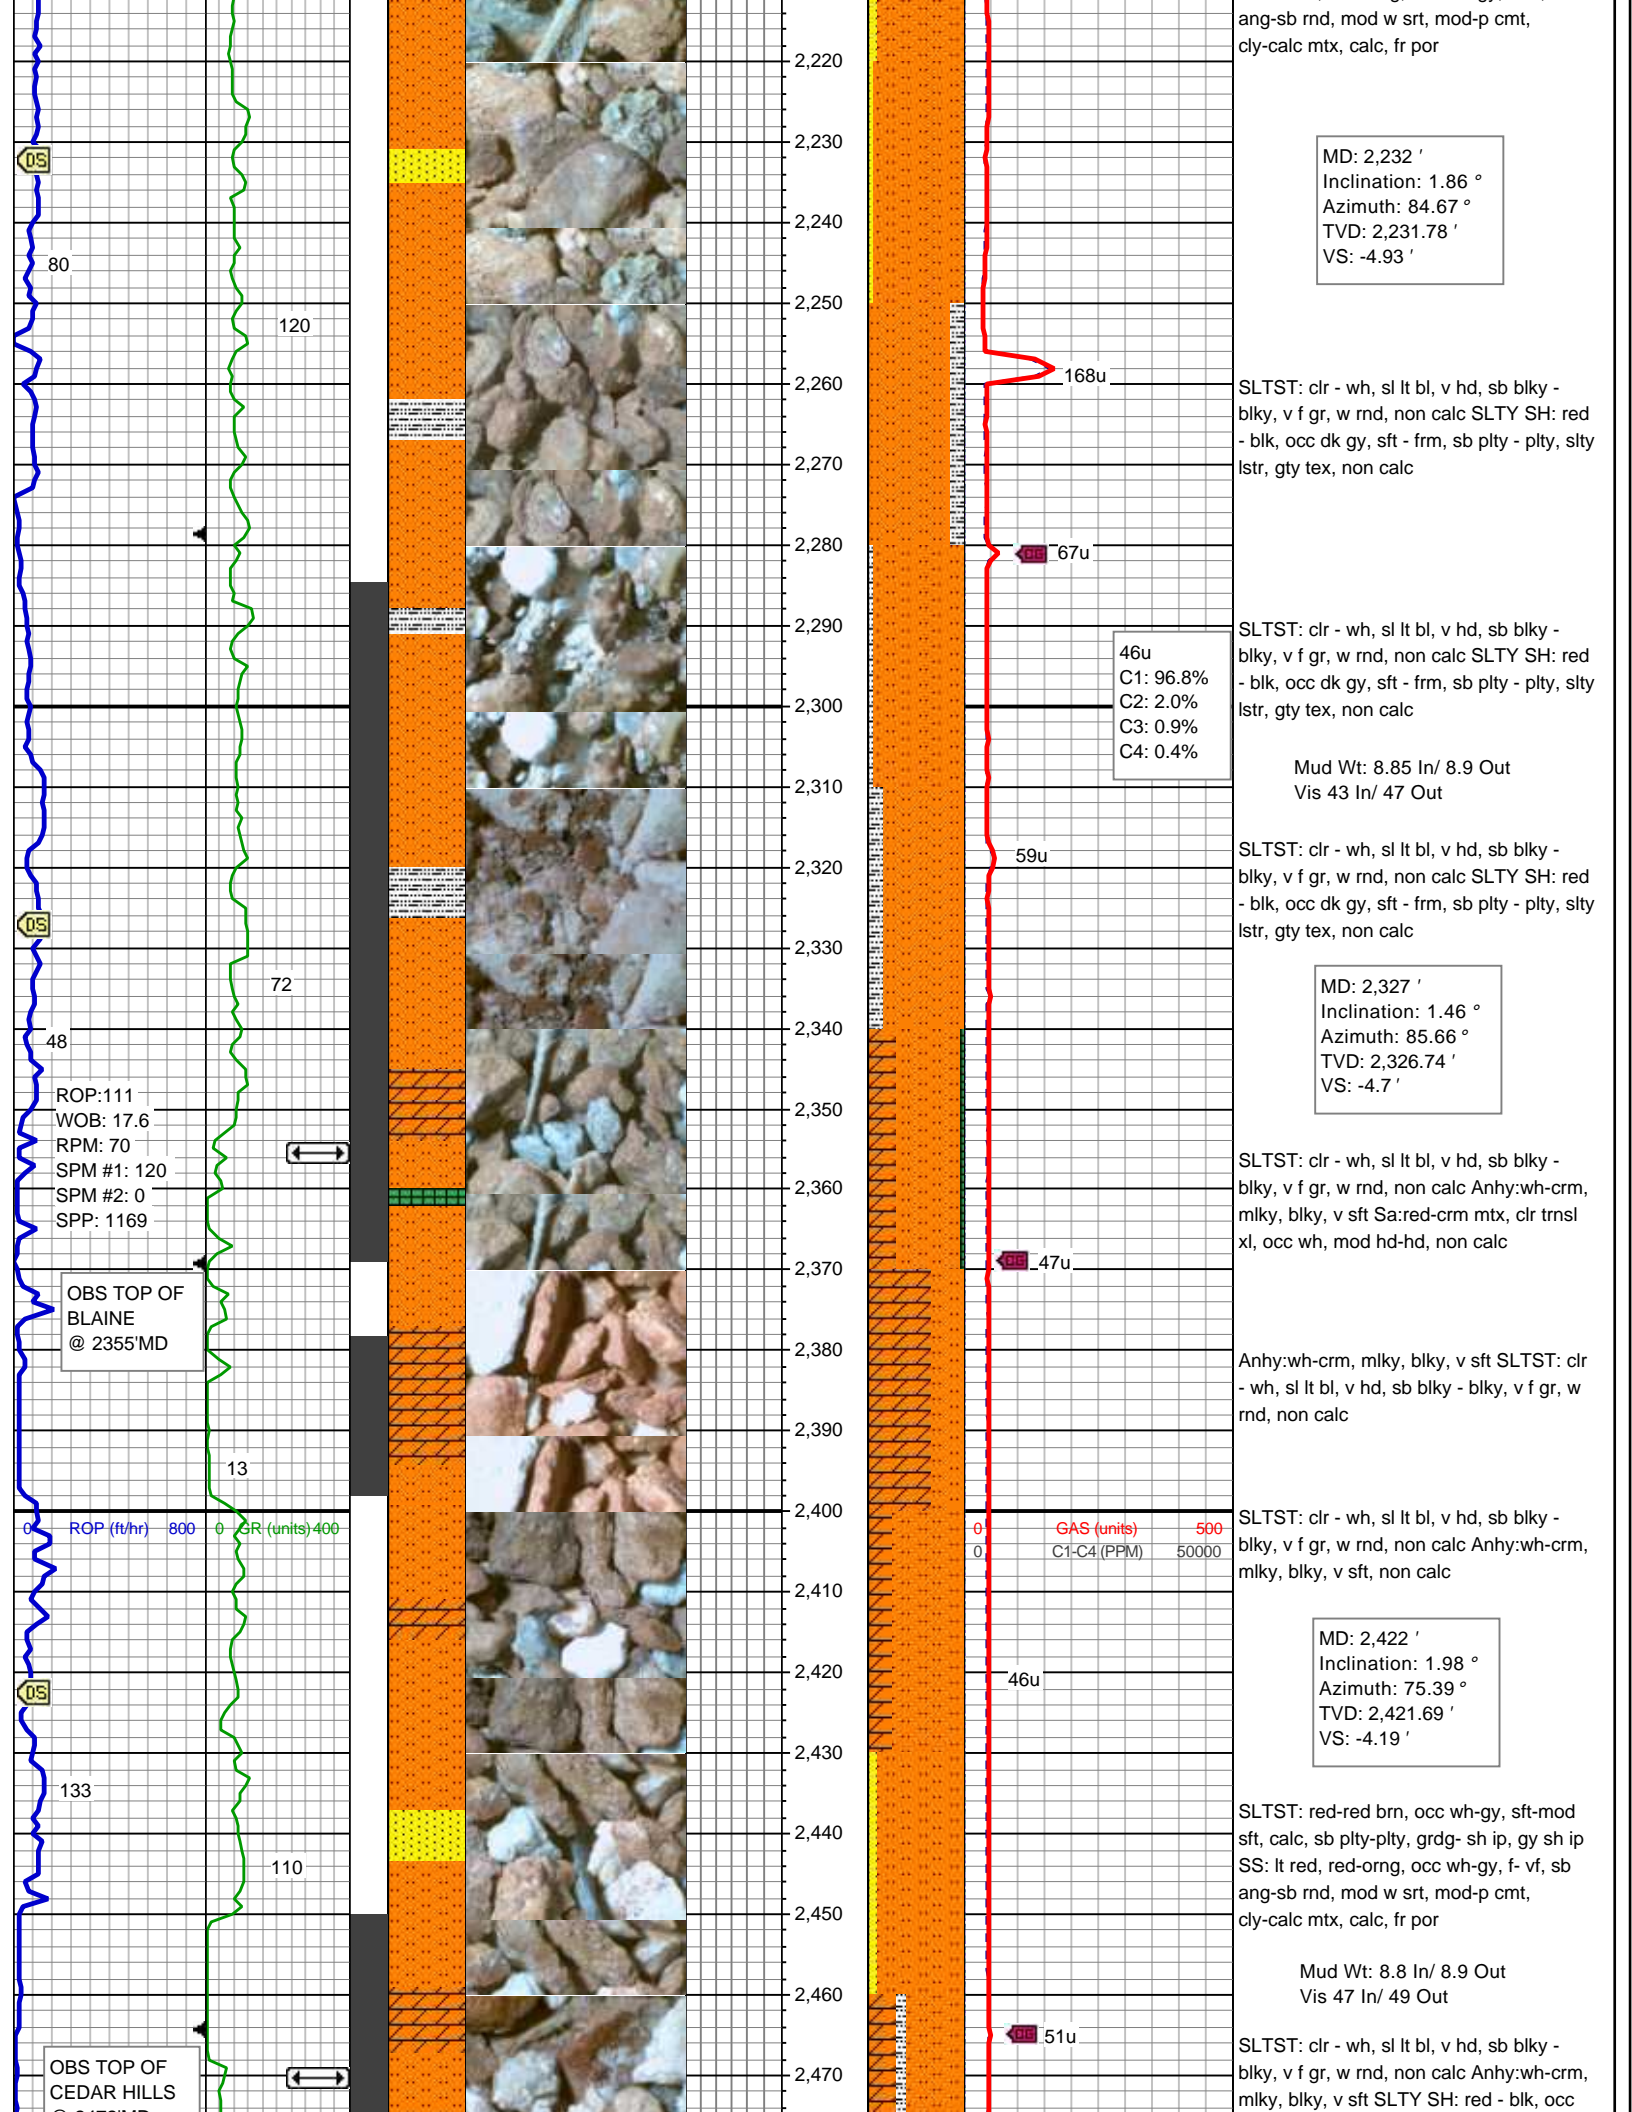 ang-sb rnd, mod w srt, mod-p cmt,
cly-calc mtx, calc, fr por
2,220
2,230
DS
MD: 2,232 '
Inclination: 1.86 °
Azimuth: 84.67 °
TVD: 2,231.78 '
VS: -4.93 '
2,240
80
2,250
120
2,260
168u
SLTST: clr - wh, sl lt bl, v hd, sb blky -
blky, v f gr, w rnd, non calc SLTY SH: red
- blk, occ dk gy, sft - frm, sb plty - plty, slty
lstr, gty tex, non calc
2,270
2,280
67u
2,290
SLTST: clr - wh, sl lt bl, v hd, sb blky -
blky, v f gr, w rnd, non calc SLTY SH: red
- blk, occ dk gy, sft - frm, sb plty - plty, slty
lstr, gty tex, non calc
46u
C1: 96.8%
C2: 2.0%
C3: 0.9%
C4: 0.4%
2,300
Mud Wt: 8.85 In/ 8.9 Out
Vis 43 In/ 47 Out
2,310
2,320
59u
SLTST: clr - wh, sl lt bl, v hd, sb blky -
blky, v f gr, w rnd, non calc SLTY SH: red
- blk, occ dk gy, sft - frm, sb plty - plty, slty
lstr, gty tex, non calc
DS
2,330
72
MD: 2,327 '
Inclination: 1.46 °
Azimuth: 85.66 °
TVD: 2,326.74 '
VS: -4.7 '
2,340
48
2,350
ROP:111
WOB: 17.6
RPM: 70
SPM #1: 120
SPM #2: 0
SPP: 1169
2,360
SLTST: clr - wh, sl lt bl, v hd, sb blky -
blky, v f gr, w rnd, non calc Anhy:wh-crm,
mlky, blky, v sft Sa:red-crm mtx, clr trnsl
xl, occ wh, mod hd-hd, non calc
47u
2,370
OBS TOP OF
BLAINE
@ 2355'MD
2,380
Anhy:wh-crm, mlky, blky, v sft SLTST: clr
- wh, sl lt bl, v hd, sb blky - blky, v f gr, w
rnd, non calc
2,390
13
2,400
0 ROP (ft/hr) 800 0 GR (units) 400
0 GAS (units) 500
0 C1-C4 (PPM) 50000
SLTST: clr - wh, sl lt bl, v hd, sb blky -
blky, v f gr, w rnd, non calc Anhy:wh-crm,
mlky, blky, v sft, non calc
2,410
2,420
46u
DS
MD: 2,422 '
Inclination: 1.98 °
Azimuth: 75.39 °
TVD: 2,421.69 '
VS: -4.19 '
2,430
133
2,440
110
SLTST: red-red brn, occ wh-gy, sft-mod
sft, calc, sb plty-plty, grdg- sh ip, gy sh ip
SS: lt red, red-orng, occ wh-gy, f- vf, sb
ang-sb rnd, mod w srt, mod-p cmt,
cly-calc mtx, calc, fr por
2,450
2,460
Mud Wt: 8.8 In/ 8.9 Out
Vis 47 In/ 49 Out
51u
2,470
OBS TOP OF
CEDAR HILLS
SLTST: clr - wh, sl lt bl, v hd, sb blky -
blky, v f gr, w rnd, non calc Anhy:wh-crm,
mlky, blky, v sft SLTY SH: red - blk, occ